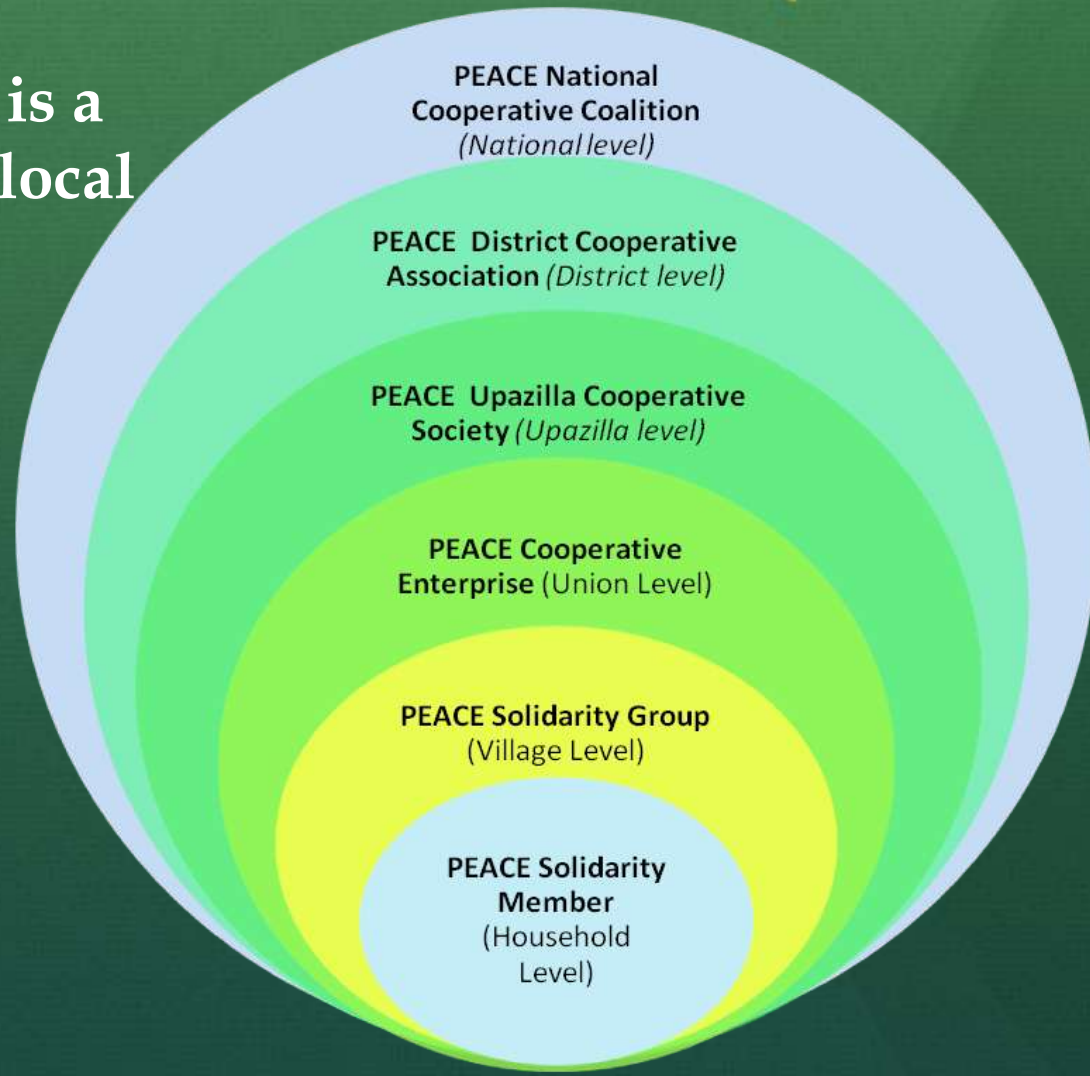 is a
local
PEACE National
Cooperative Coalition
(National level)
PEACE District Cooperative
Association (District level)
PEACE Upazilla Cooperative
Society (Upazilla level)
PEACE Cooperative
Enterprise (Union Level)
PEACE Solidarity Group
(Village Level)
PEACE Solidarity
Member
(Household
Level)